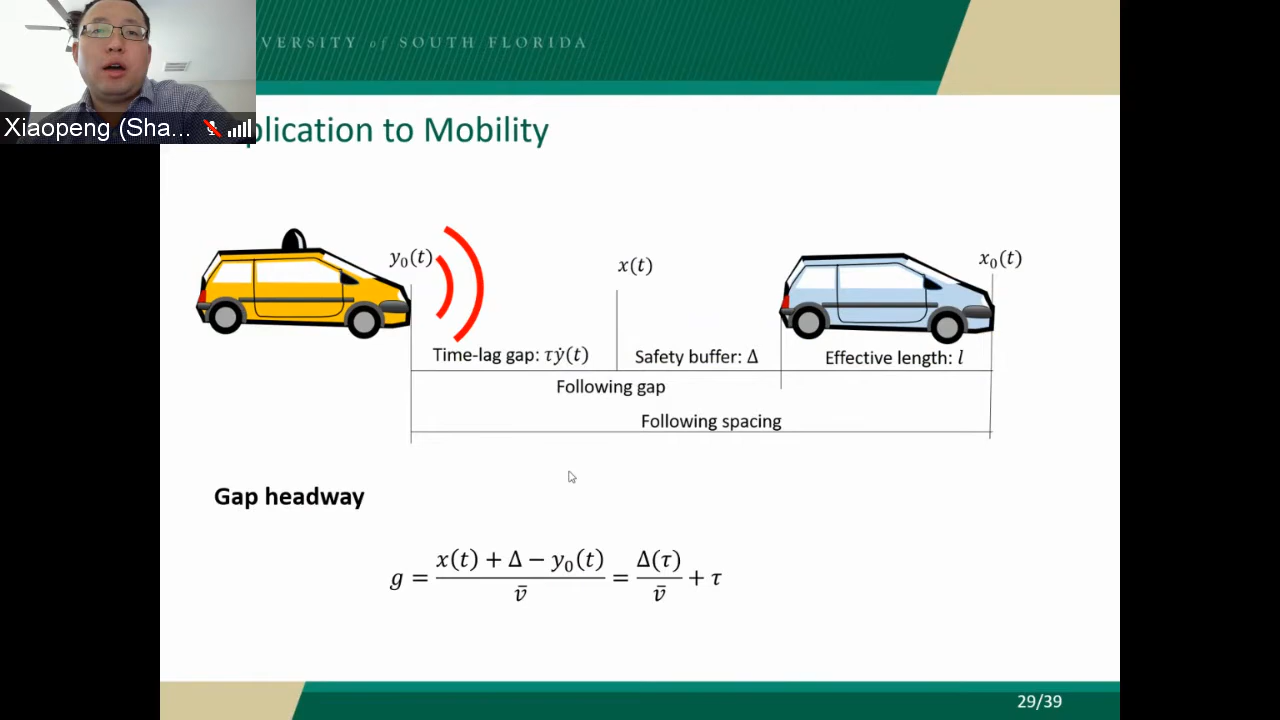 VERSITY of SOUTH FLORIDA
Xiaopeng (Sha...
plication to Mobility
y₀(t)
x(t)
x₀(t)
Time-lag gap: τẏ(t)
Safety buffer: Δ
Effective length: l
Following gap
Following spacing
Gap headway
g = (x(t) + Δ − y₀(t)) / v̄ = Δ(τ) / v̄ + τ
29/39